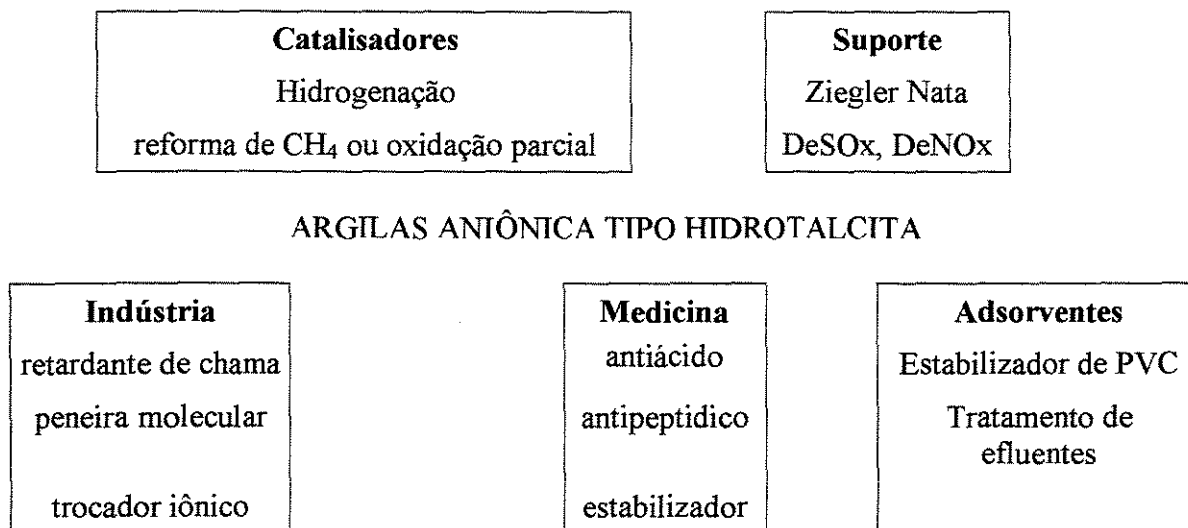 Catalisadores
Hidrogenação
reforma de CH₄ ou oxidação parcial
Suporte
Ziegler Nata
DeSOx, DeNOx
ARGILAS ANIÔNICA TIPO HIDROTALCITA
Indústria
retardante de chama
peneira molecular
trocador iônico
Medicina
antiácido
antipeptidico
estabilizador
Adsorventes
Estabilizador de PVC
Tratamento de
efluentes